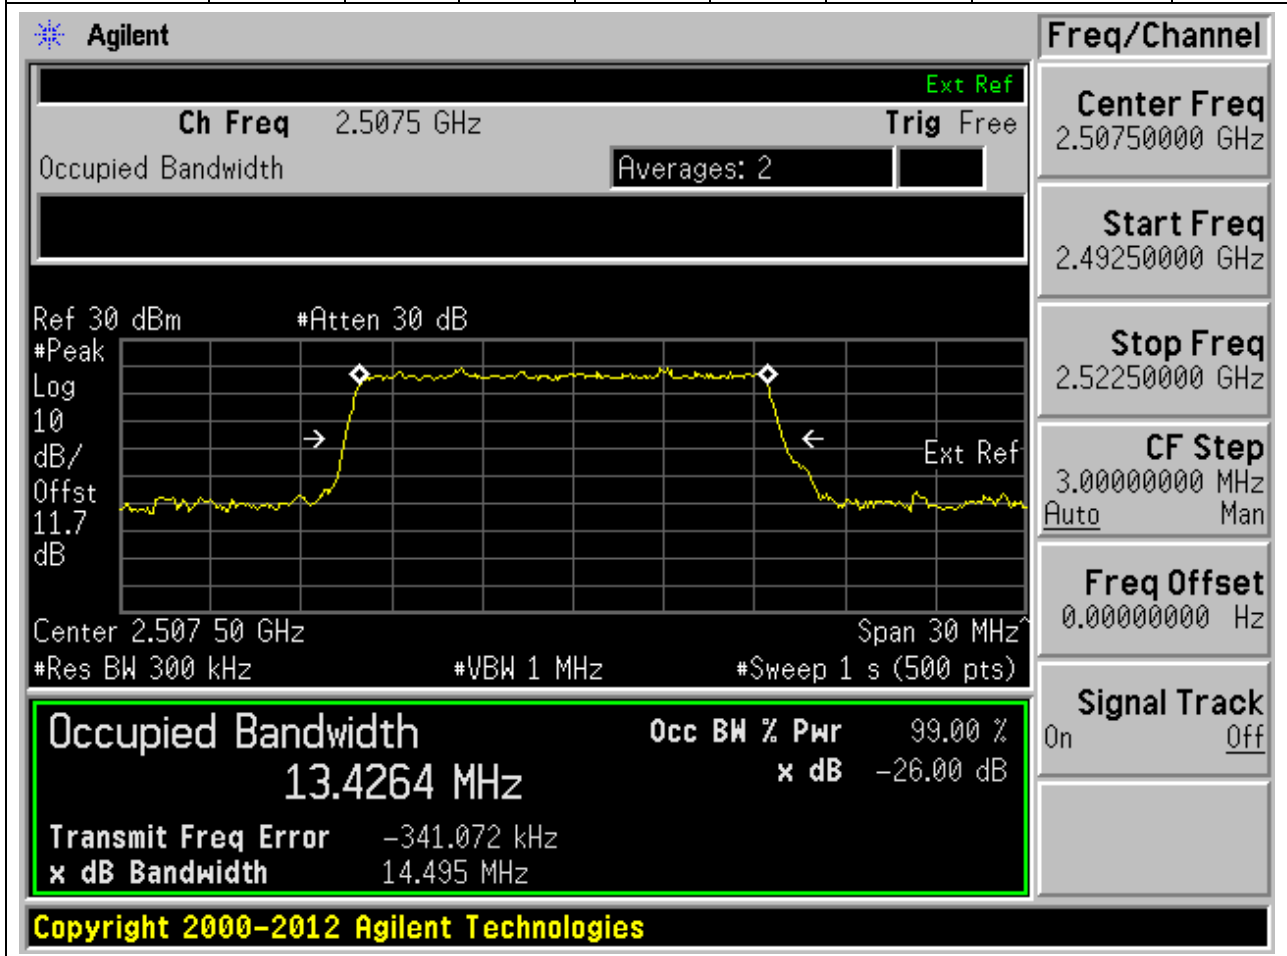 Agilent
Freq/Channel
Ext Ref
Ch Freq 2.5075 GHz Trig Free
Occupied Bandwidth Averages: 2
Center Freq
2.50750000 GHz
Start Freq
2.49250000 GHz
Stop Freq
2.52250000 GHz
CF Step
3.00000000 MHz
Auto Man
Freq Offset
0.00000000 Hz
Signal Track
On Off
Ref 30 dBm #Atten 30 dB
#Peak
Log
10
dB/
Offst
11.7
dB
Ext Ref
Center 2.507 50 GHz Span 30 MHz^
#Res BW 300 kHz #VBW 1 MHz #Sweep 1 s (500 pts)
Occupied Bandwidth Occ BW % Pwr 99.00 %
13.4264 MHz x dB -26.00 dB
Transmit Freq Error -341.072 kHz
x dB Bandwidth 14.495 MHz
Copyright 2000-2012 Agilent Technologies